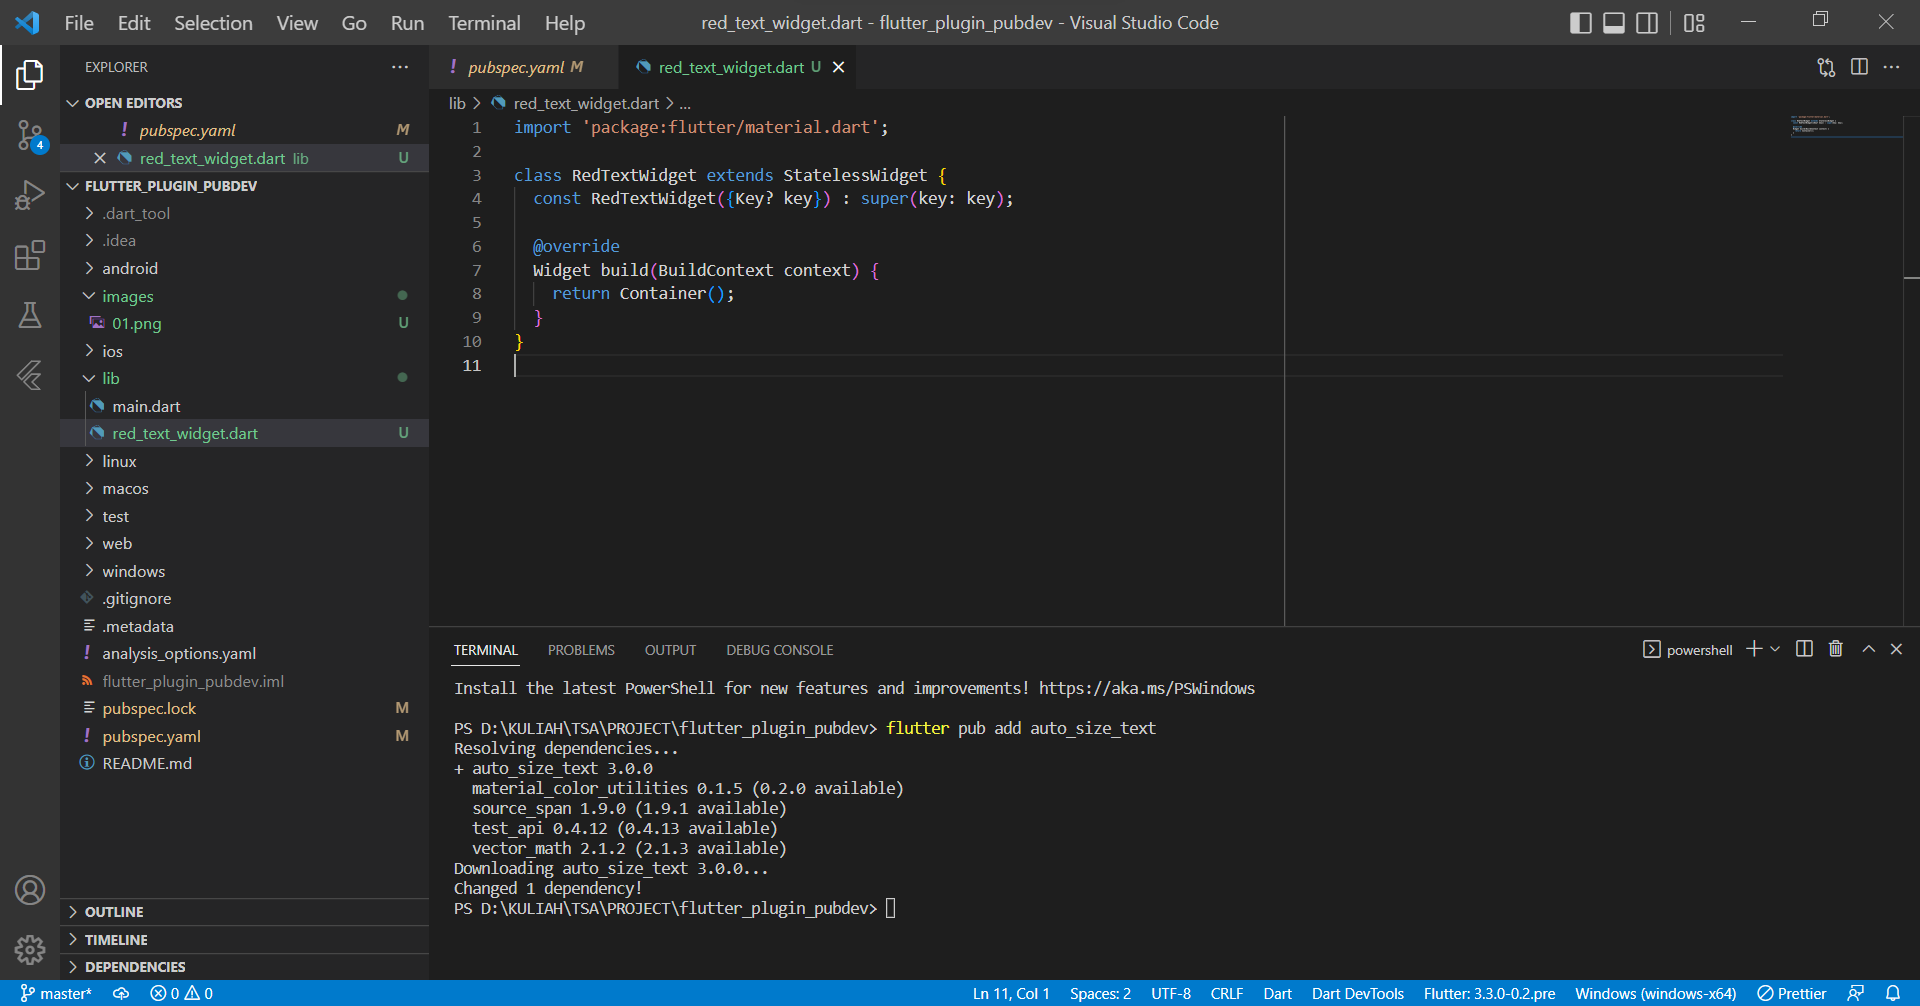 File Edit Selection View Go Run Terminal Help
red_text_widget.dart - flutter_plugin_pubdev - Visual Studio Code
EXPLORER
OPEN EDITORS
! pubspec.yaml M
red_text_widget.dart lib U
FLUTTER_PLUGIN_PUBDEV
.dart_tool
.idea
android
images
01.png U
ios
lib
main.dart
red_text_widget.dart U
linux
macos
test
web
windows
.gitignore
.metadata
! analysis_options.yaml
flutter_plugin_pubdev.iml
pubspec.lock M
! pubspec.yaml M
README.md
OUTLINE
TIMELINE
DEPENDENCIES
4
! pubspec.yaml M
red_text_widget.dart U
lib > red_text_widget.dart > ...
1 import 'package:flutter/material.dart';
2
3 class RedTextWidget extends StatelessWidget {
4 const RedTextWidget({Key? key}) : super(key: key);
5
6 @override
7 Widget build(BuildContext context) {
8 return Container();
9 }
10 }
11
TERMINAL PROBLEMS OUTPUT DEBUG CONSOLE
powershell
Install the latest PowerShell for new features and improvements! https://aka.ms/PSWindows
PS D:\KULIAH\TSA\PROJECT\flutter_plugin_pubdev> flutter pub add auto_size_text
Resolving dependencies...
+ auto_size_text 3.0.0
material_color_utilities 0.1.5 (0.2.0 available)
source_span 1.9.0 (1.9.1 available)
test_api 0.4.12 (0.4.13 available)
vector_math 2.1.2 (2.1.3 available)
Downloading auto_size_text 3.0.0...
Changed 1 dependency!
PS D:\KULIAH\TSA\PROJECT\flutter_plugin_pubdev>
master* 0 0
Ln 11, Col 1 Spaces: 2 UTF-8 CRLF Dart Dart DevTools Flutter: 3.3.0-0.2.pre Windows (windows-x64) Prettier